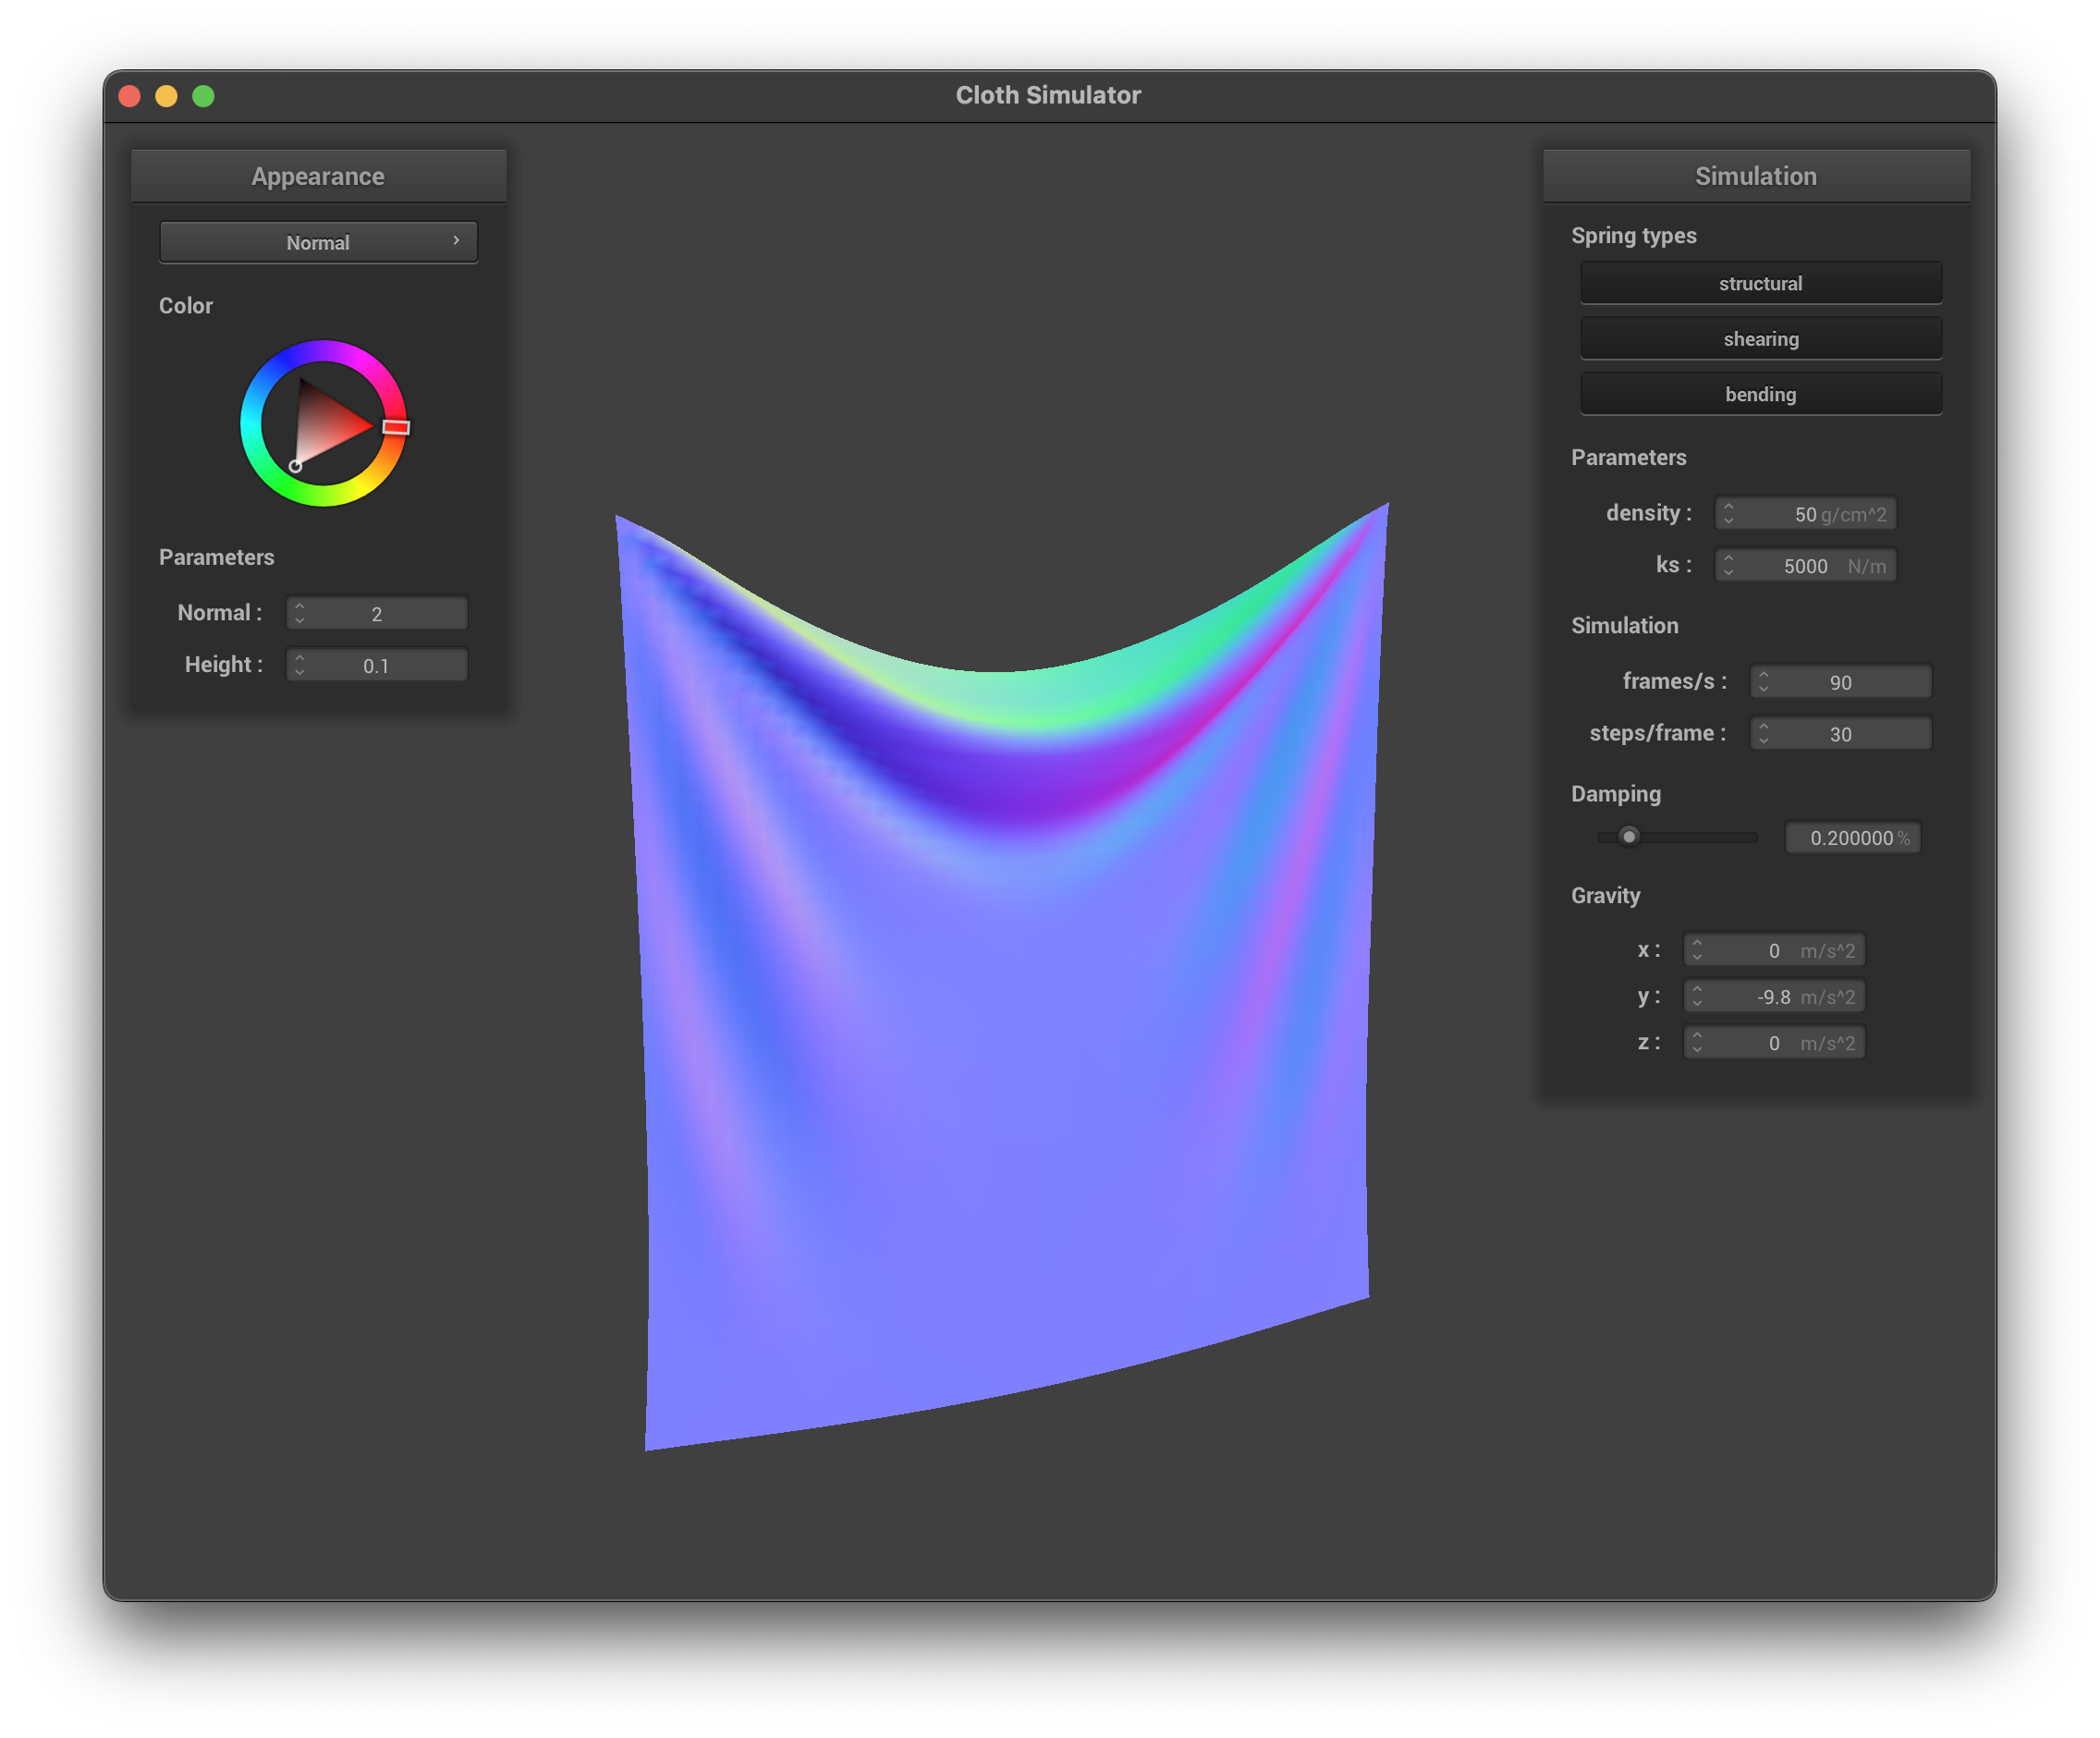 Cloth Simulator
Appearance
Normal
Color
Parameters
Normal : 2
Height : 0.1
Simulation
Spring types
structural
shearing
bending
Parameters
density : 50 g/cm^2
ks : 5000 N/m
Simulation
frames/s : 90
steps/frame : 30
Damping
0.200000 %
Gravity
x : 0 m/s^2
y : -9.8 m/s^2
z : 0 m/s^2